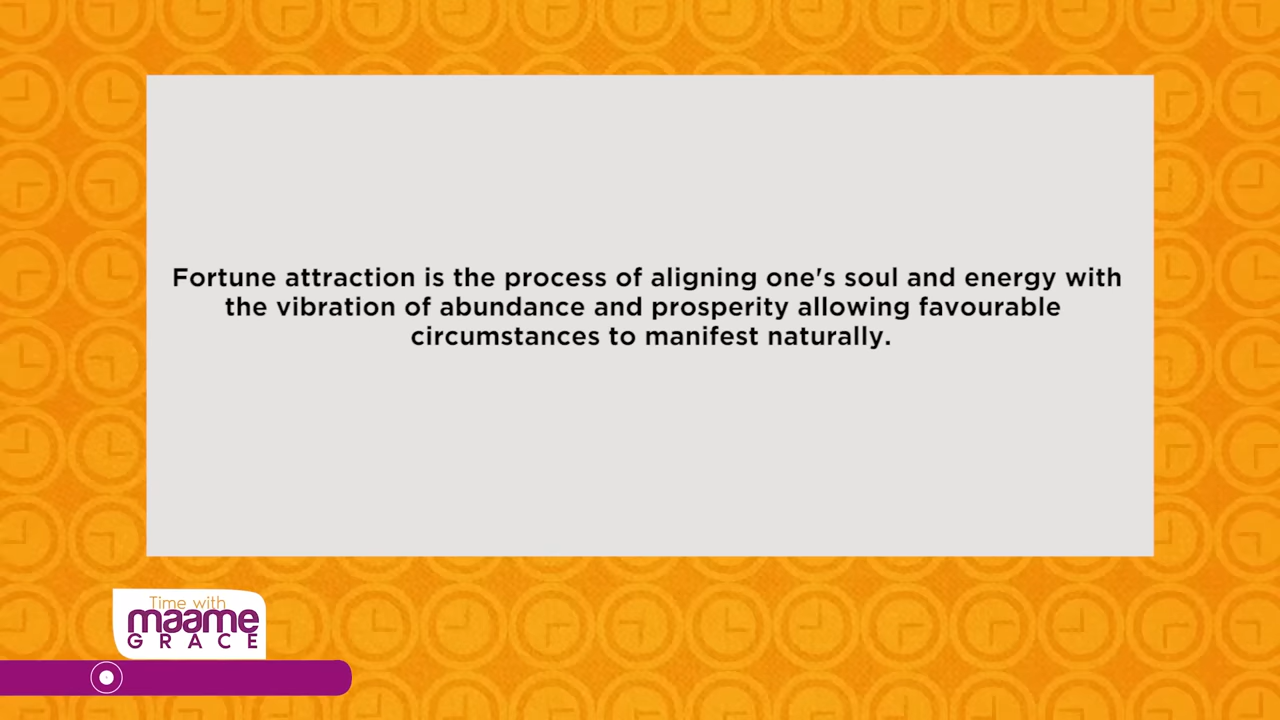 Fortune attraction is the process of aligning one's soul and energy with
the vibration of abundance and prosperity allowing favourable
circumstances to manifest naturally.
Time with
maame
GRACE